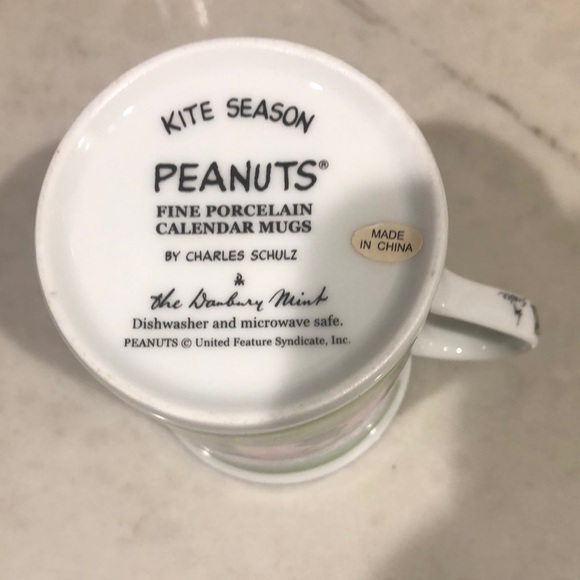 KITE SEASON
PEANUTS®
FINE PORCELAIN
CALENDAR MUGS
BY CHARLES SCHULZ
the Danbury Mint
Dishwasher and microwave safe.
PEANUTS © United Feature Syndicate, Inc.
MADE
IN CHINA